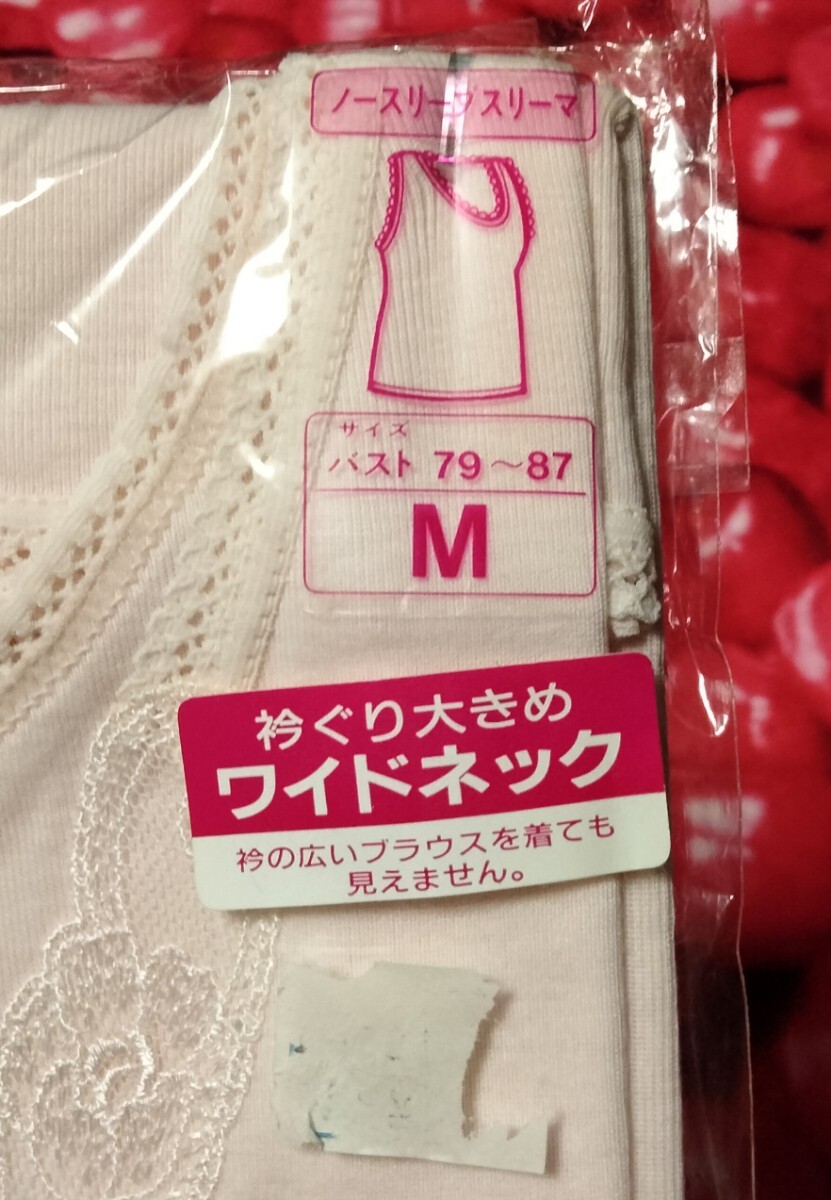 ノースリーブスリーマ
サイズ
バスト 79～87
M
衿ぐり大きめ
ワイドネック
衿の広いブラウスを着ても
見えません。